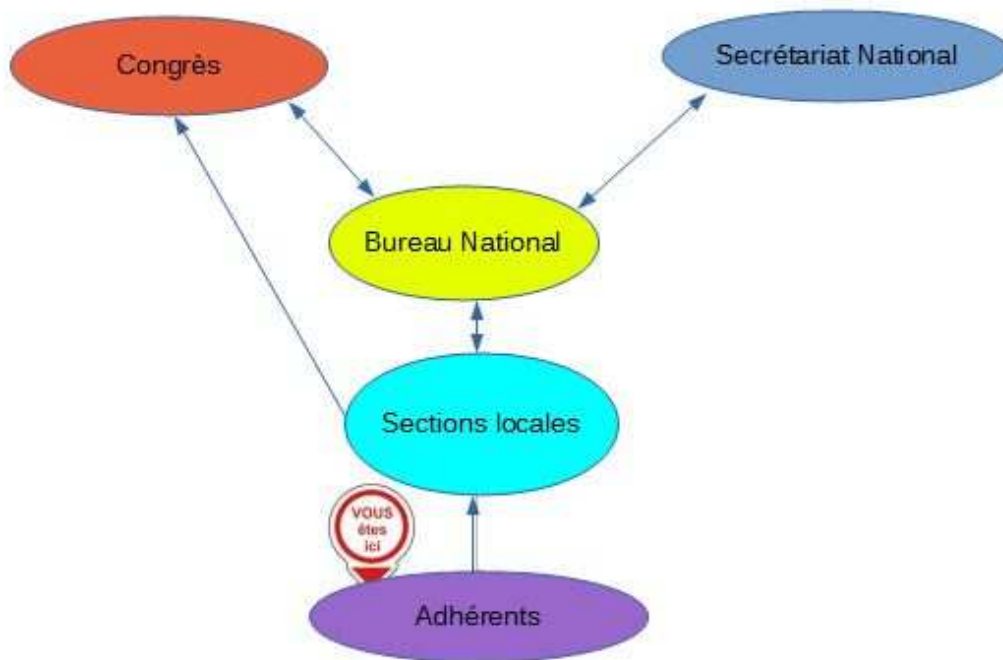 Congrès
Secrétariat National
Bureau National
Sections locales
VOUS
êtes
ici
Adhérents